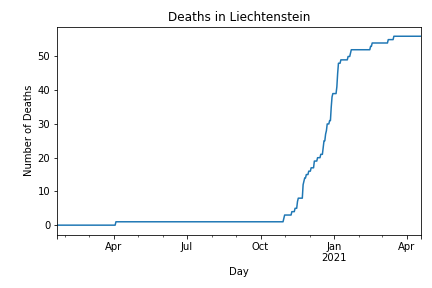 Deaths in Liechtenstein
Number of Deaths
50
40
30
20
10
0
Apr
Jul
Oct
Jan
2021
Apr
Day